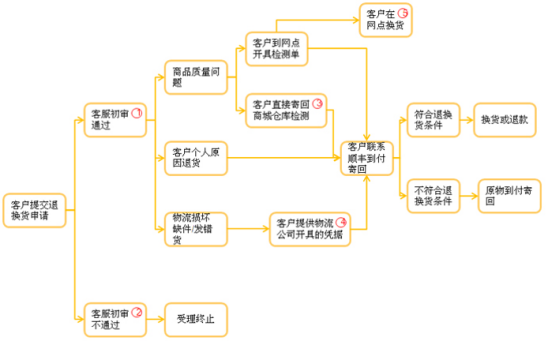 客户在⑤
网点换货
客户到网点
开具检测单
商品质量问
题
客户直接寄回③
商城仓库检测
客服初审①
通过
符合退换
货条件
换货或退款
客户个人原
因退货
客户联系
顺丰到付
寄回
客户提交退
换货申请
不符合退
换货条件
原物到付寄
回
物流损坏
缺件/发错
货
客户提供物流④
公司开具的凭据
客服初审②
不通过
受理终止